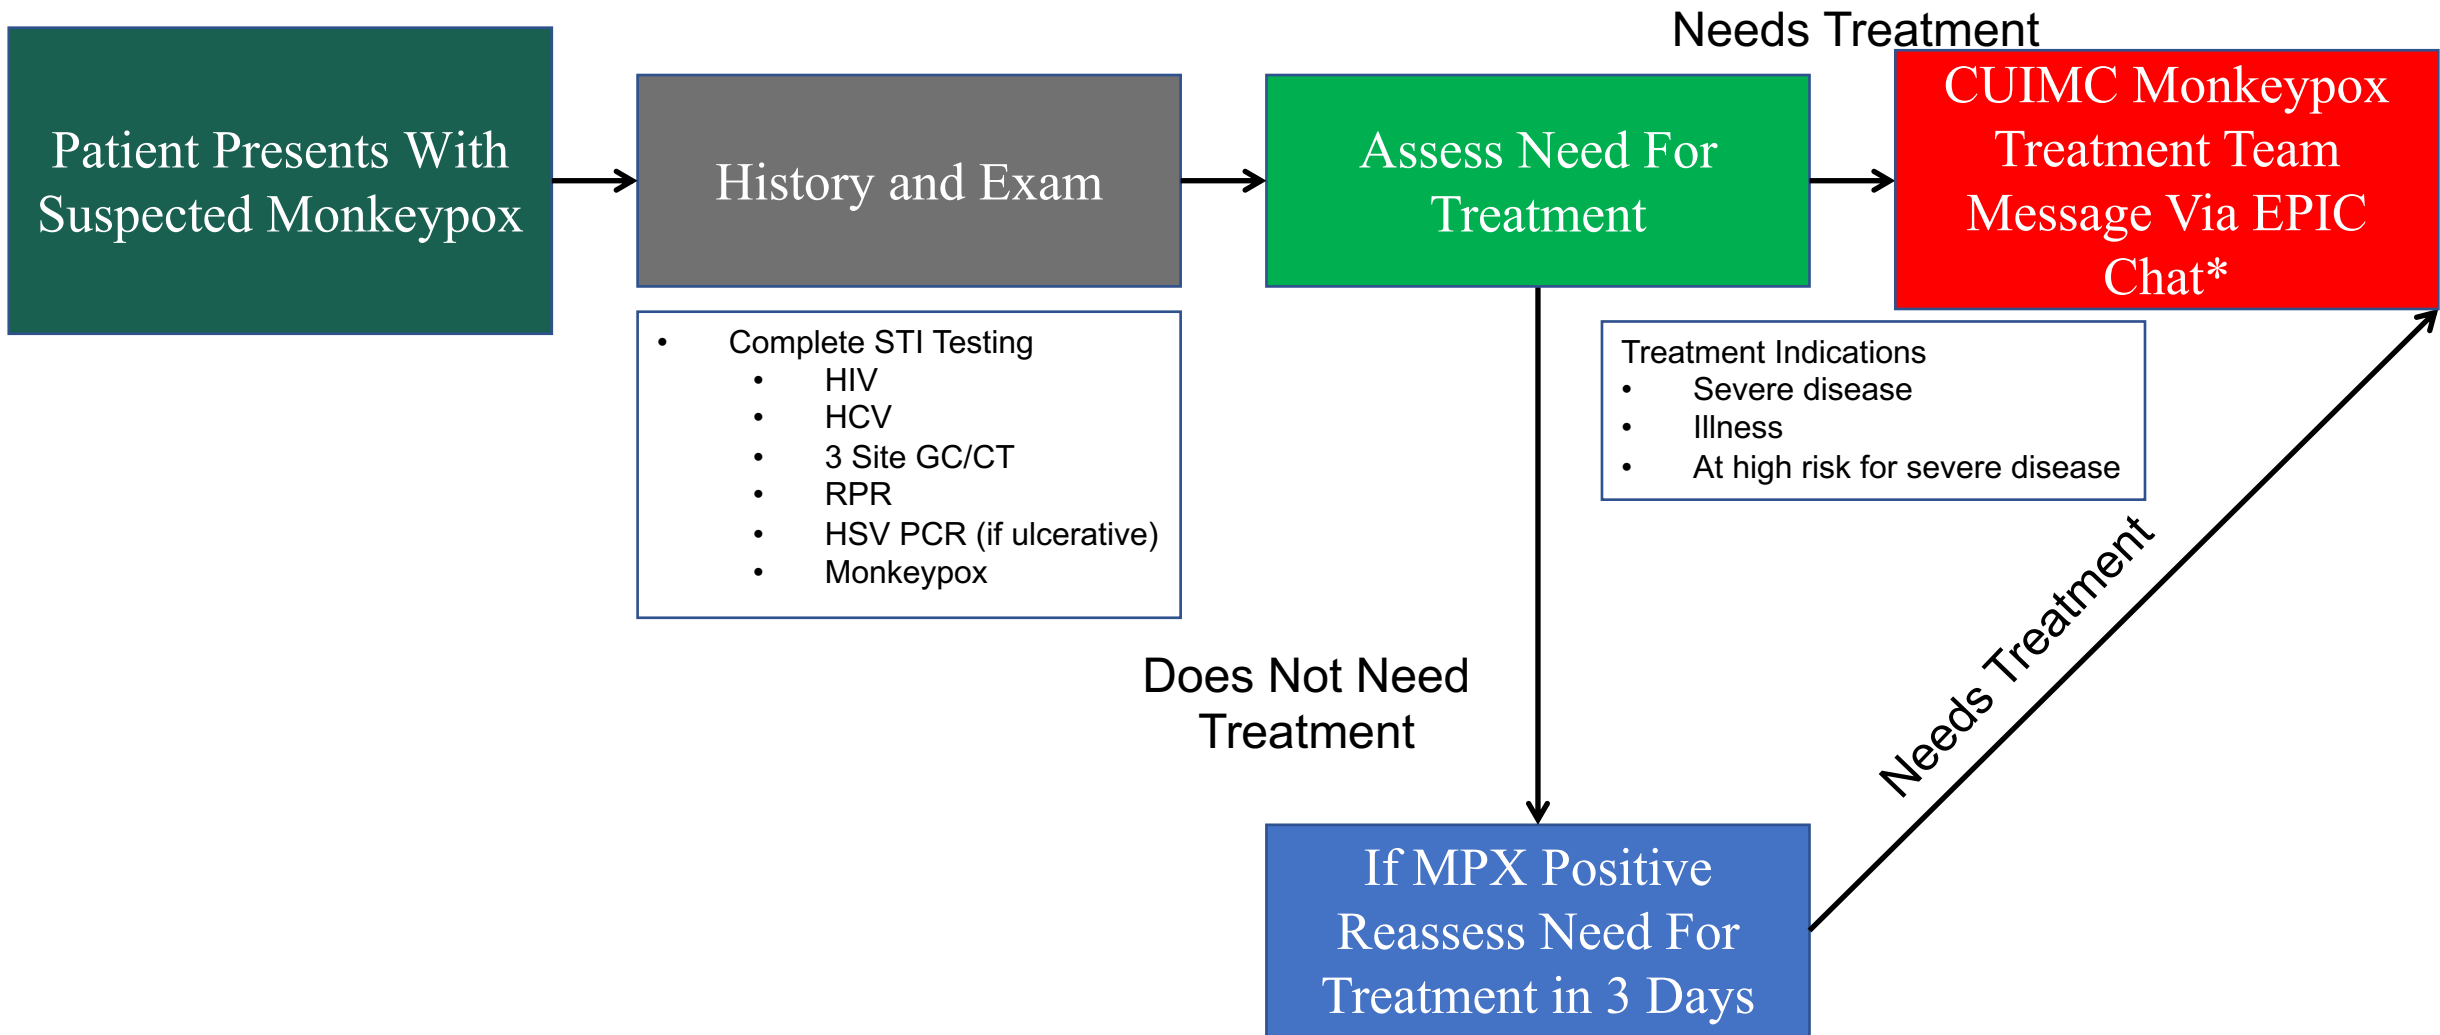 Needs Treatment
Patient Presents With
Suspected Monkeypox
History and Exam
Assess Need For
Treatment
CUIMC Monkeypox
Treatment Team
Message Via EPIC
Chat*
• Complete STI Testing
• HIV
• HCV
• 3 Site GC/CT
• RPR
• HSV PCR (if ulcerative)
• Monkeypox
Treatment Indications
• Severe disease
• Illness
• At high risk for severe disease
Does Not Need
Treatment
Needs Treatment
If MPX Positive
Reassess Need For
Treatment in 3 Days